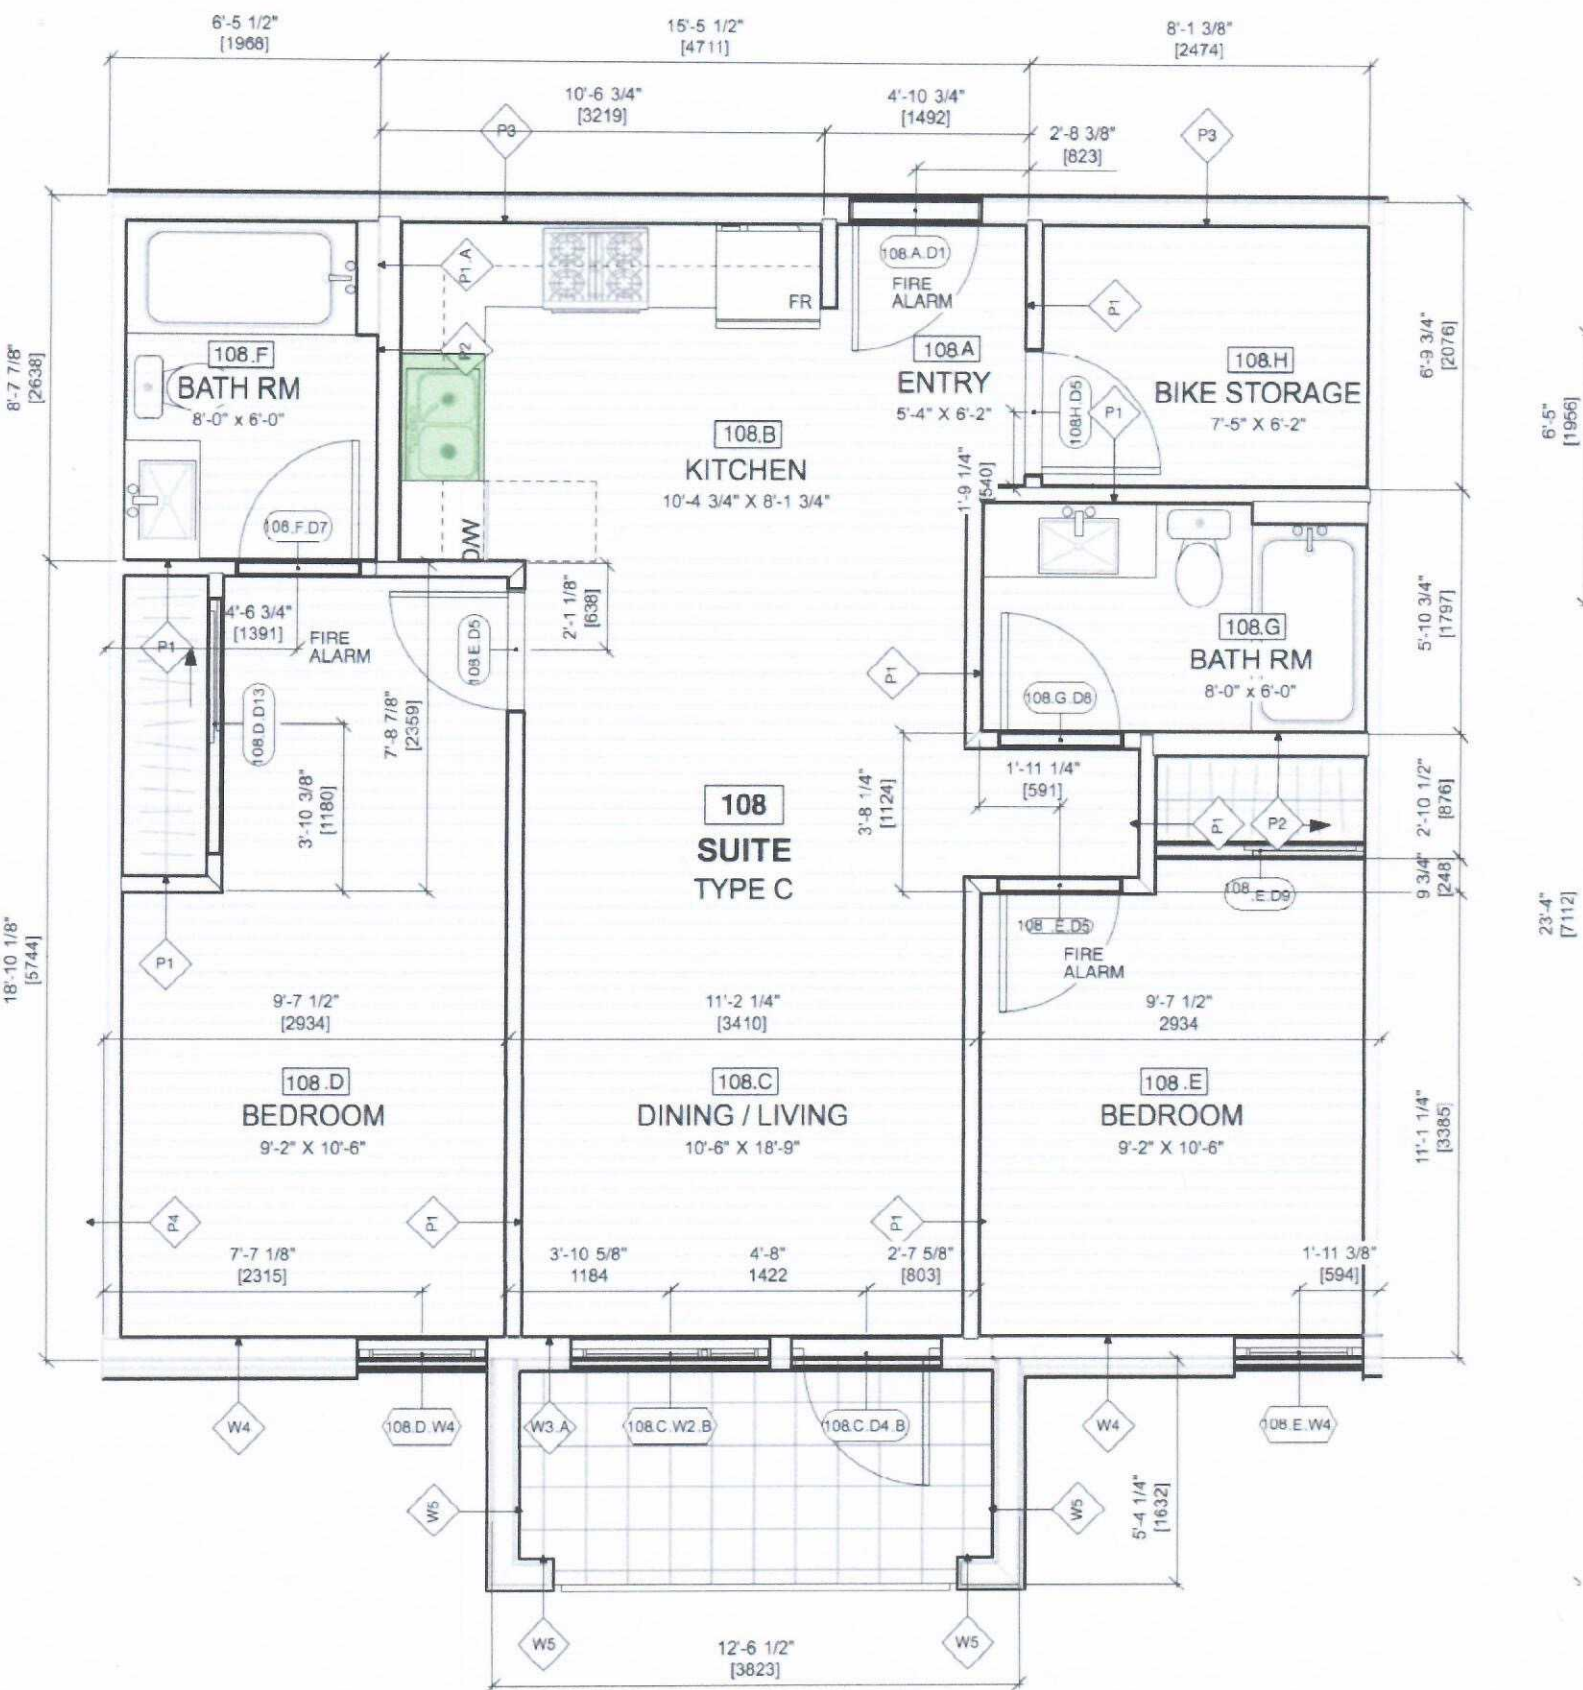 6'-5 1/2"
[1968]
15'-5 1/2"
[4711]
8'-1 3/8"
[2474]
10'-6 3/4"
[3219]
4'-10 3/4"
[1492]
2'-8 3/8"
[823]
P3
P3
8'-7 7/8"
[2638]
P1.A
P2
FR
108.A.D1
FIRE
ALARM
P1
6'-9 3/4"
[2076]
108.F
BATH RM
8'-0" x 6'-0"
108.A
ENTRY
5'-4" X 6'-2"
108.H
BIKE STORAGE
7'-5" X 6'-2"
108H.D5
P1
6'-5"
[1956]
108.B
KITCHEN
10'-4 3/4" X 8'-1 3/4"
1'-9 1/4"
[540]
108.F.D7
D/W
4'-6 3/4"
[1391]
P1
FIRE
ALARM
108.E.D5
2'-1 1/8"
[638]
P1
108.G
BATH RM
8'-0" x 6'-0"
108.G.D8
5'-10 3/4"
[1797]
108.D.D13
7'-8 7/8"
[2359]
3'-10 3/8"
[1180]
108
SUITE
TYPE C
3'-8 1/4"
[1124]
1'-11 1/4"
[591]
P1
P2
2'-10 1/2"
[876]
9 3/4"
[248]
108 .E.D9
108 .E.D5
FIRE
ALARM
P1
18'-10 1/8"
[5744]
23'-4"
[7112]
9'-7 1/2"
[2934]
11'-2 1/4"
[3410]
9'-7 1/2"
2934
108.D
BEDROOM
9'-2" X 10'-6"
108.C
DINING / LIVING
10'-6" X 18'-9"
108.E
BEDROOM
9'-2" X 10'-6"
11'-1 1/4"
[3385]
P4
P1
P1
7'-7 1/8"
[2315]
3'-10 5/8"
1184
4'-8"
1422
2'-7 5/8"
[803]
1'-11 3/8"
[594]
W4
108.D.W4
W3.A
108.C.W2.B
108.C.D4.B
W4
108.E.W4
W5
W5
5'-4 1/4"
[1632]
W5
W5
12'-6 1/2"
[3823]